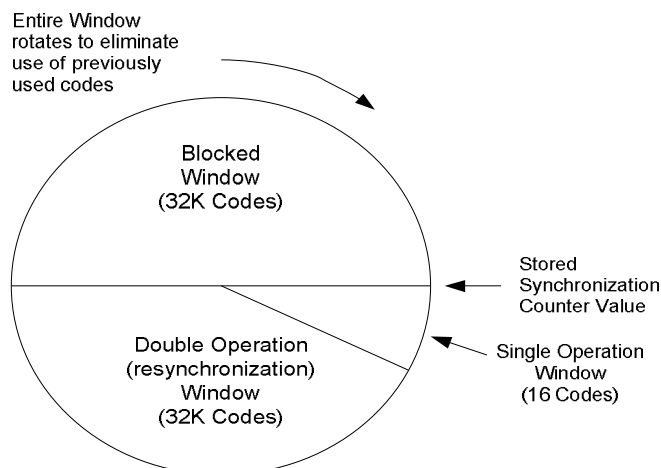 Entire Window
rotates to eliminate
use of previously
used codes
Blocked
Window
(32K Codes)
Stored
Synchronization
Counter Value
Double Operation
(resynchronization)
Window
(32K Codes)
Single Operation
Window
(16 Codes)